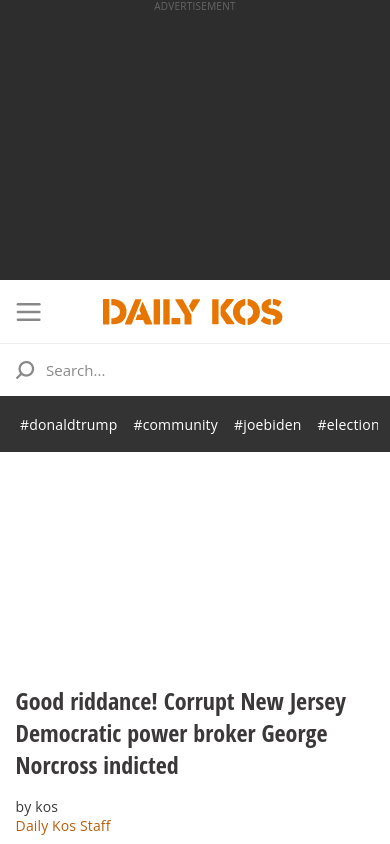 ADVERTISEMENT
DAILY KOS
Search...
#donaldtrump #community #joebiden #election
Good riddance! Corrupt New Jersey
Democratic power broker George
Norcross indicted
by kos
Daily Kos Staff